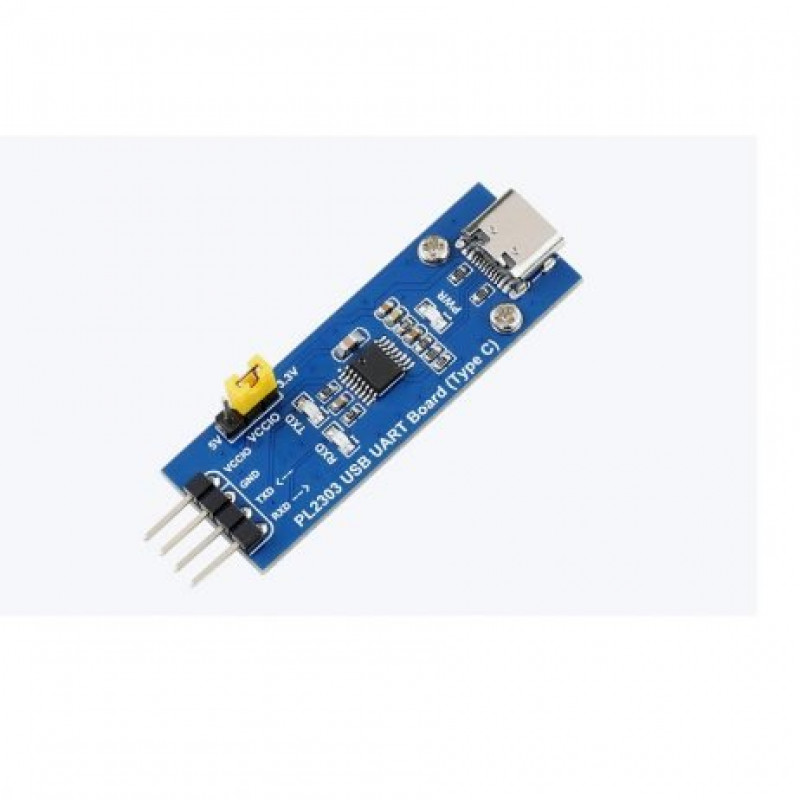 PWR
3.3V
VCCIO
5V
TXD
RXD
VCCIO
GND
TXD <--
RXD -->
PL2303 USB UART Board (Type C)